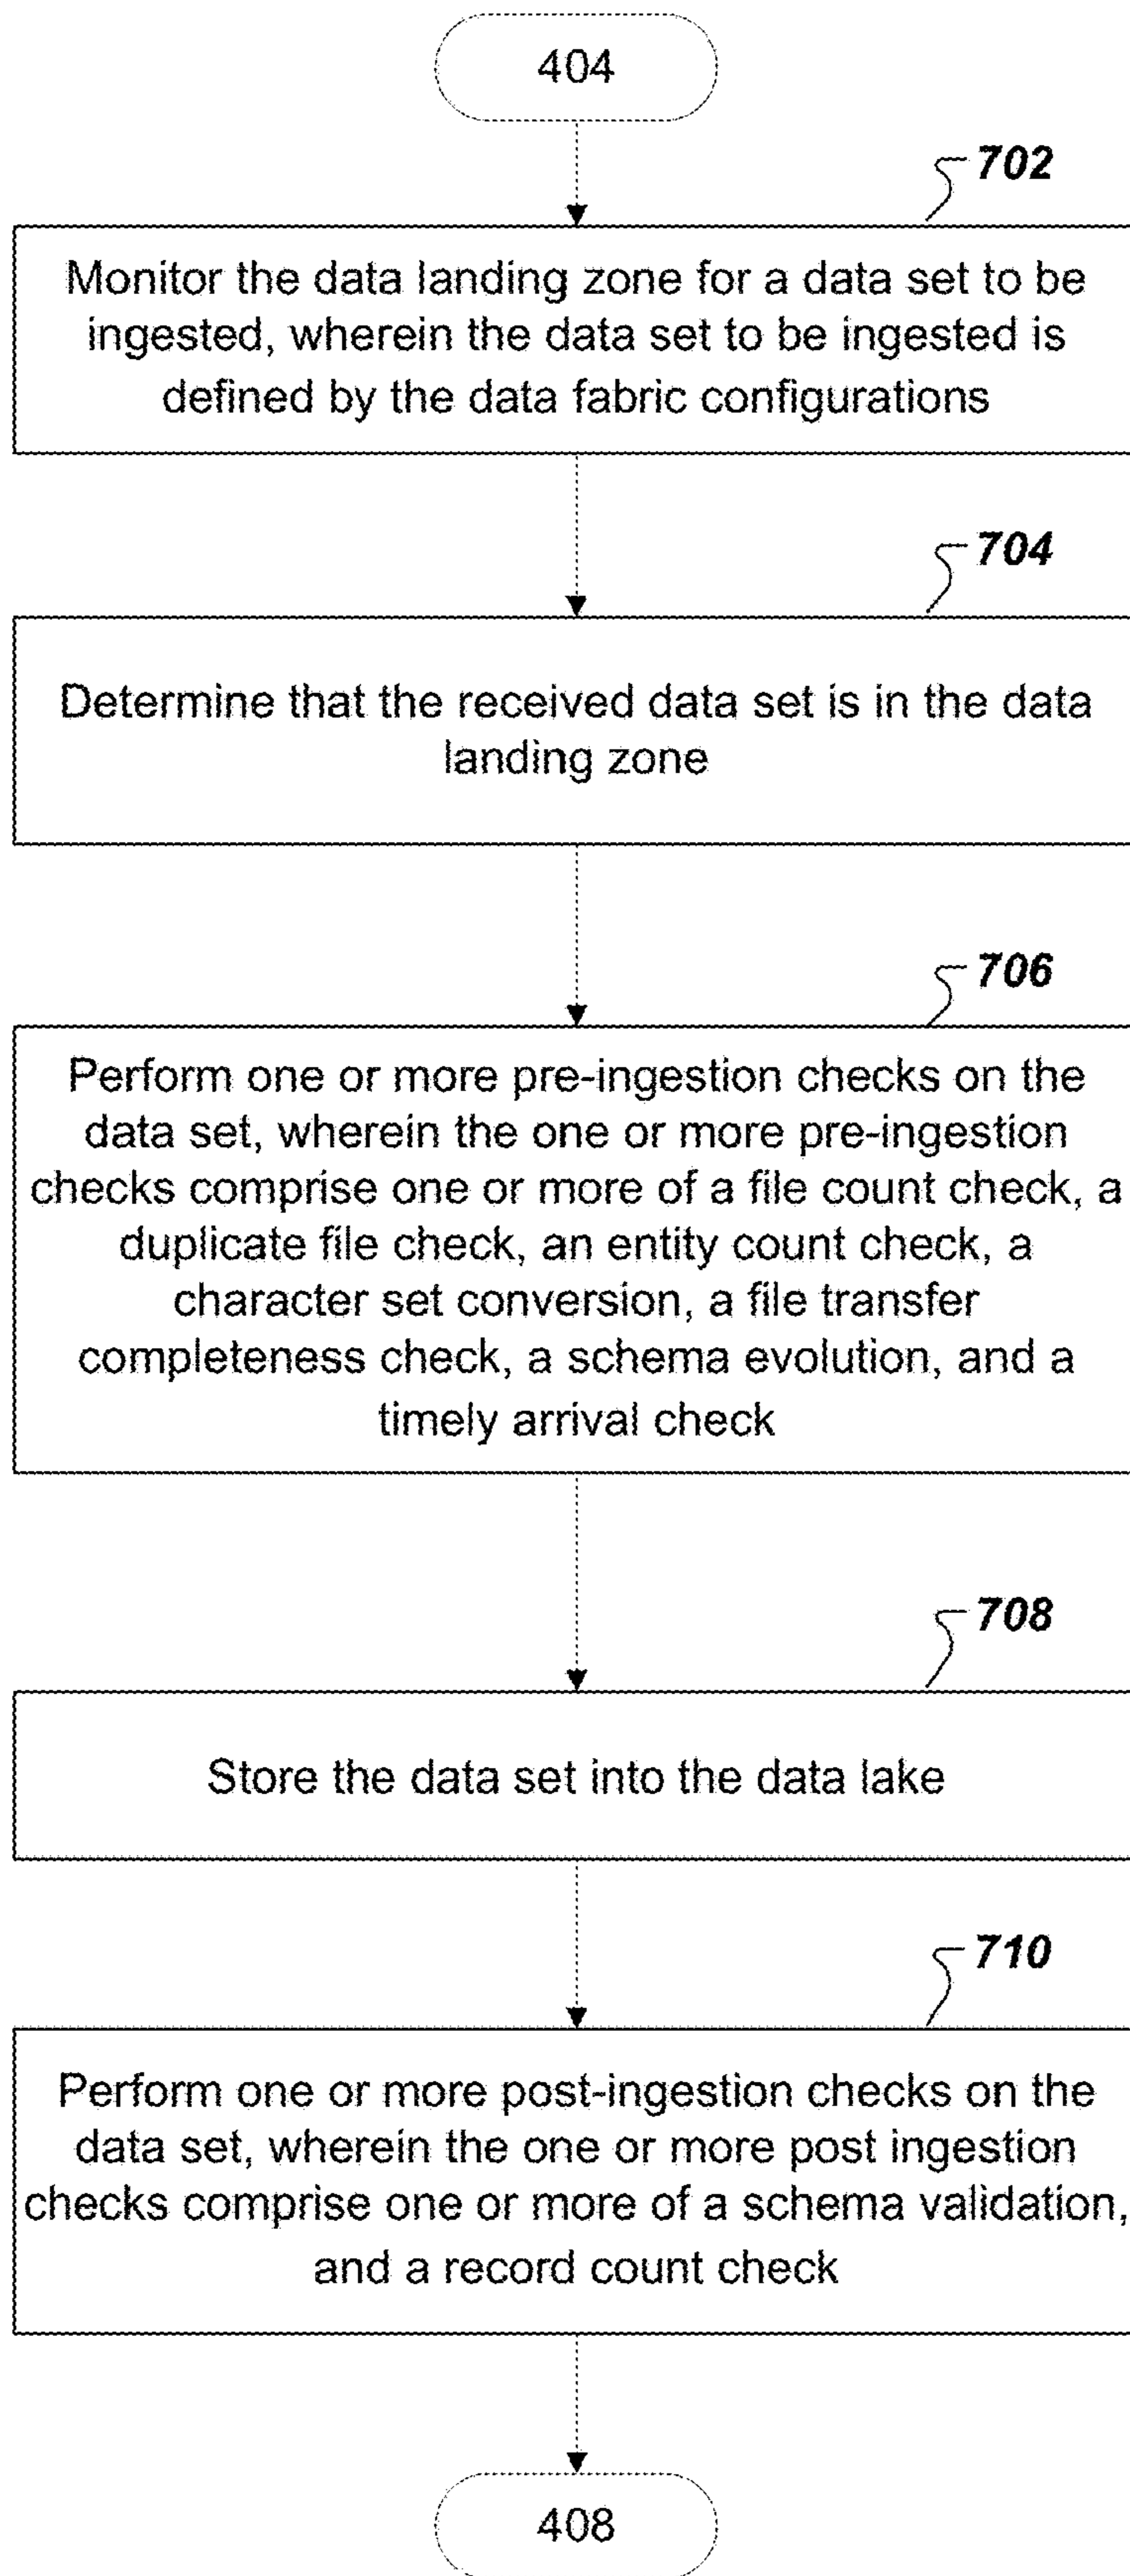 404
702
Monitor the data landing zone for a data set to be
ingested, wherein the data set to be ingested is
defined by the data fabric configurations
704
Determine that the received data set is in the data
landing zone
706
Perform one or more pre-ingestion checks on the
data set, wherein the one or more pre-ingestion
checks comprise one or more of a file count check, a
duplicate file check, an entity count check, a
character set conversion, a file transfer
completeness check, a schema evolution, and a
timely arrival check
708
Store the data set into the data lake
710
Perform one or more post-ingestion checks on the
data set, wherein the one or more post ingestion
checks comprise one or more of a schema validation,
and a record count check
408